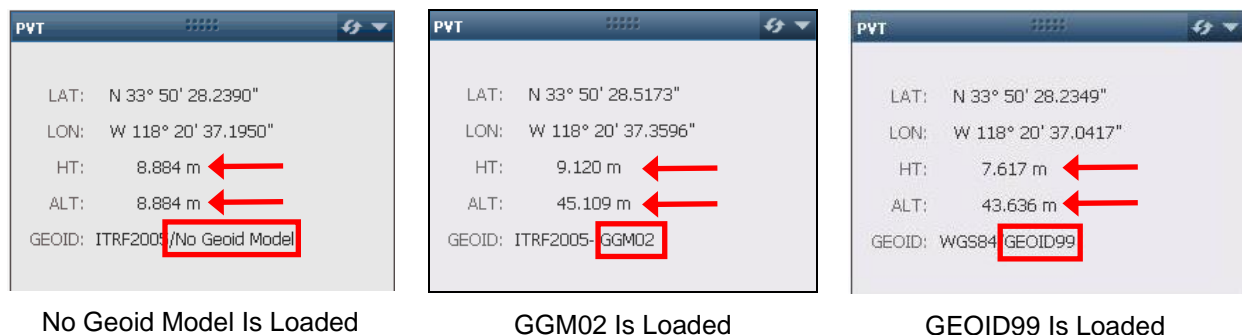 PVT
LAT: N 33° 50' 28.2390"
LON: W 118° 20' 37.1950"
HT: 8.884 m
ALT: 8.884 m
GEOID: ITRF2005/No Geoid Model
No Geoid Model Is Loaded
PVT
LAT: N 33° 50' 28.5173"
LON: W 118° 20' 37.3596"
HT: 9.120 m
ALT: 45.109 m
GEOID: ITRF2005-GGM02
GGM02 Is Loaded
PVT
LAT: N 33° 50' 28.2349"
LON: W 118° 20' 37.0417"
HT: 7.617 m
ALT: 43.636 m
GEOID: WGS84/GEOID99
GEOID99 Is Loaded